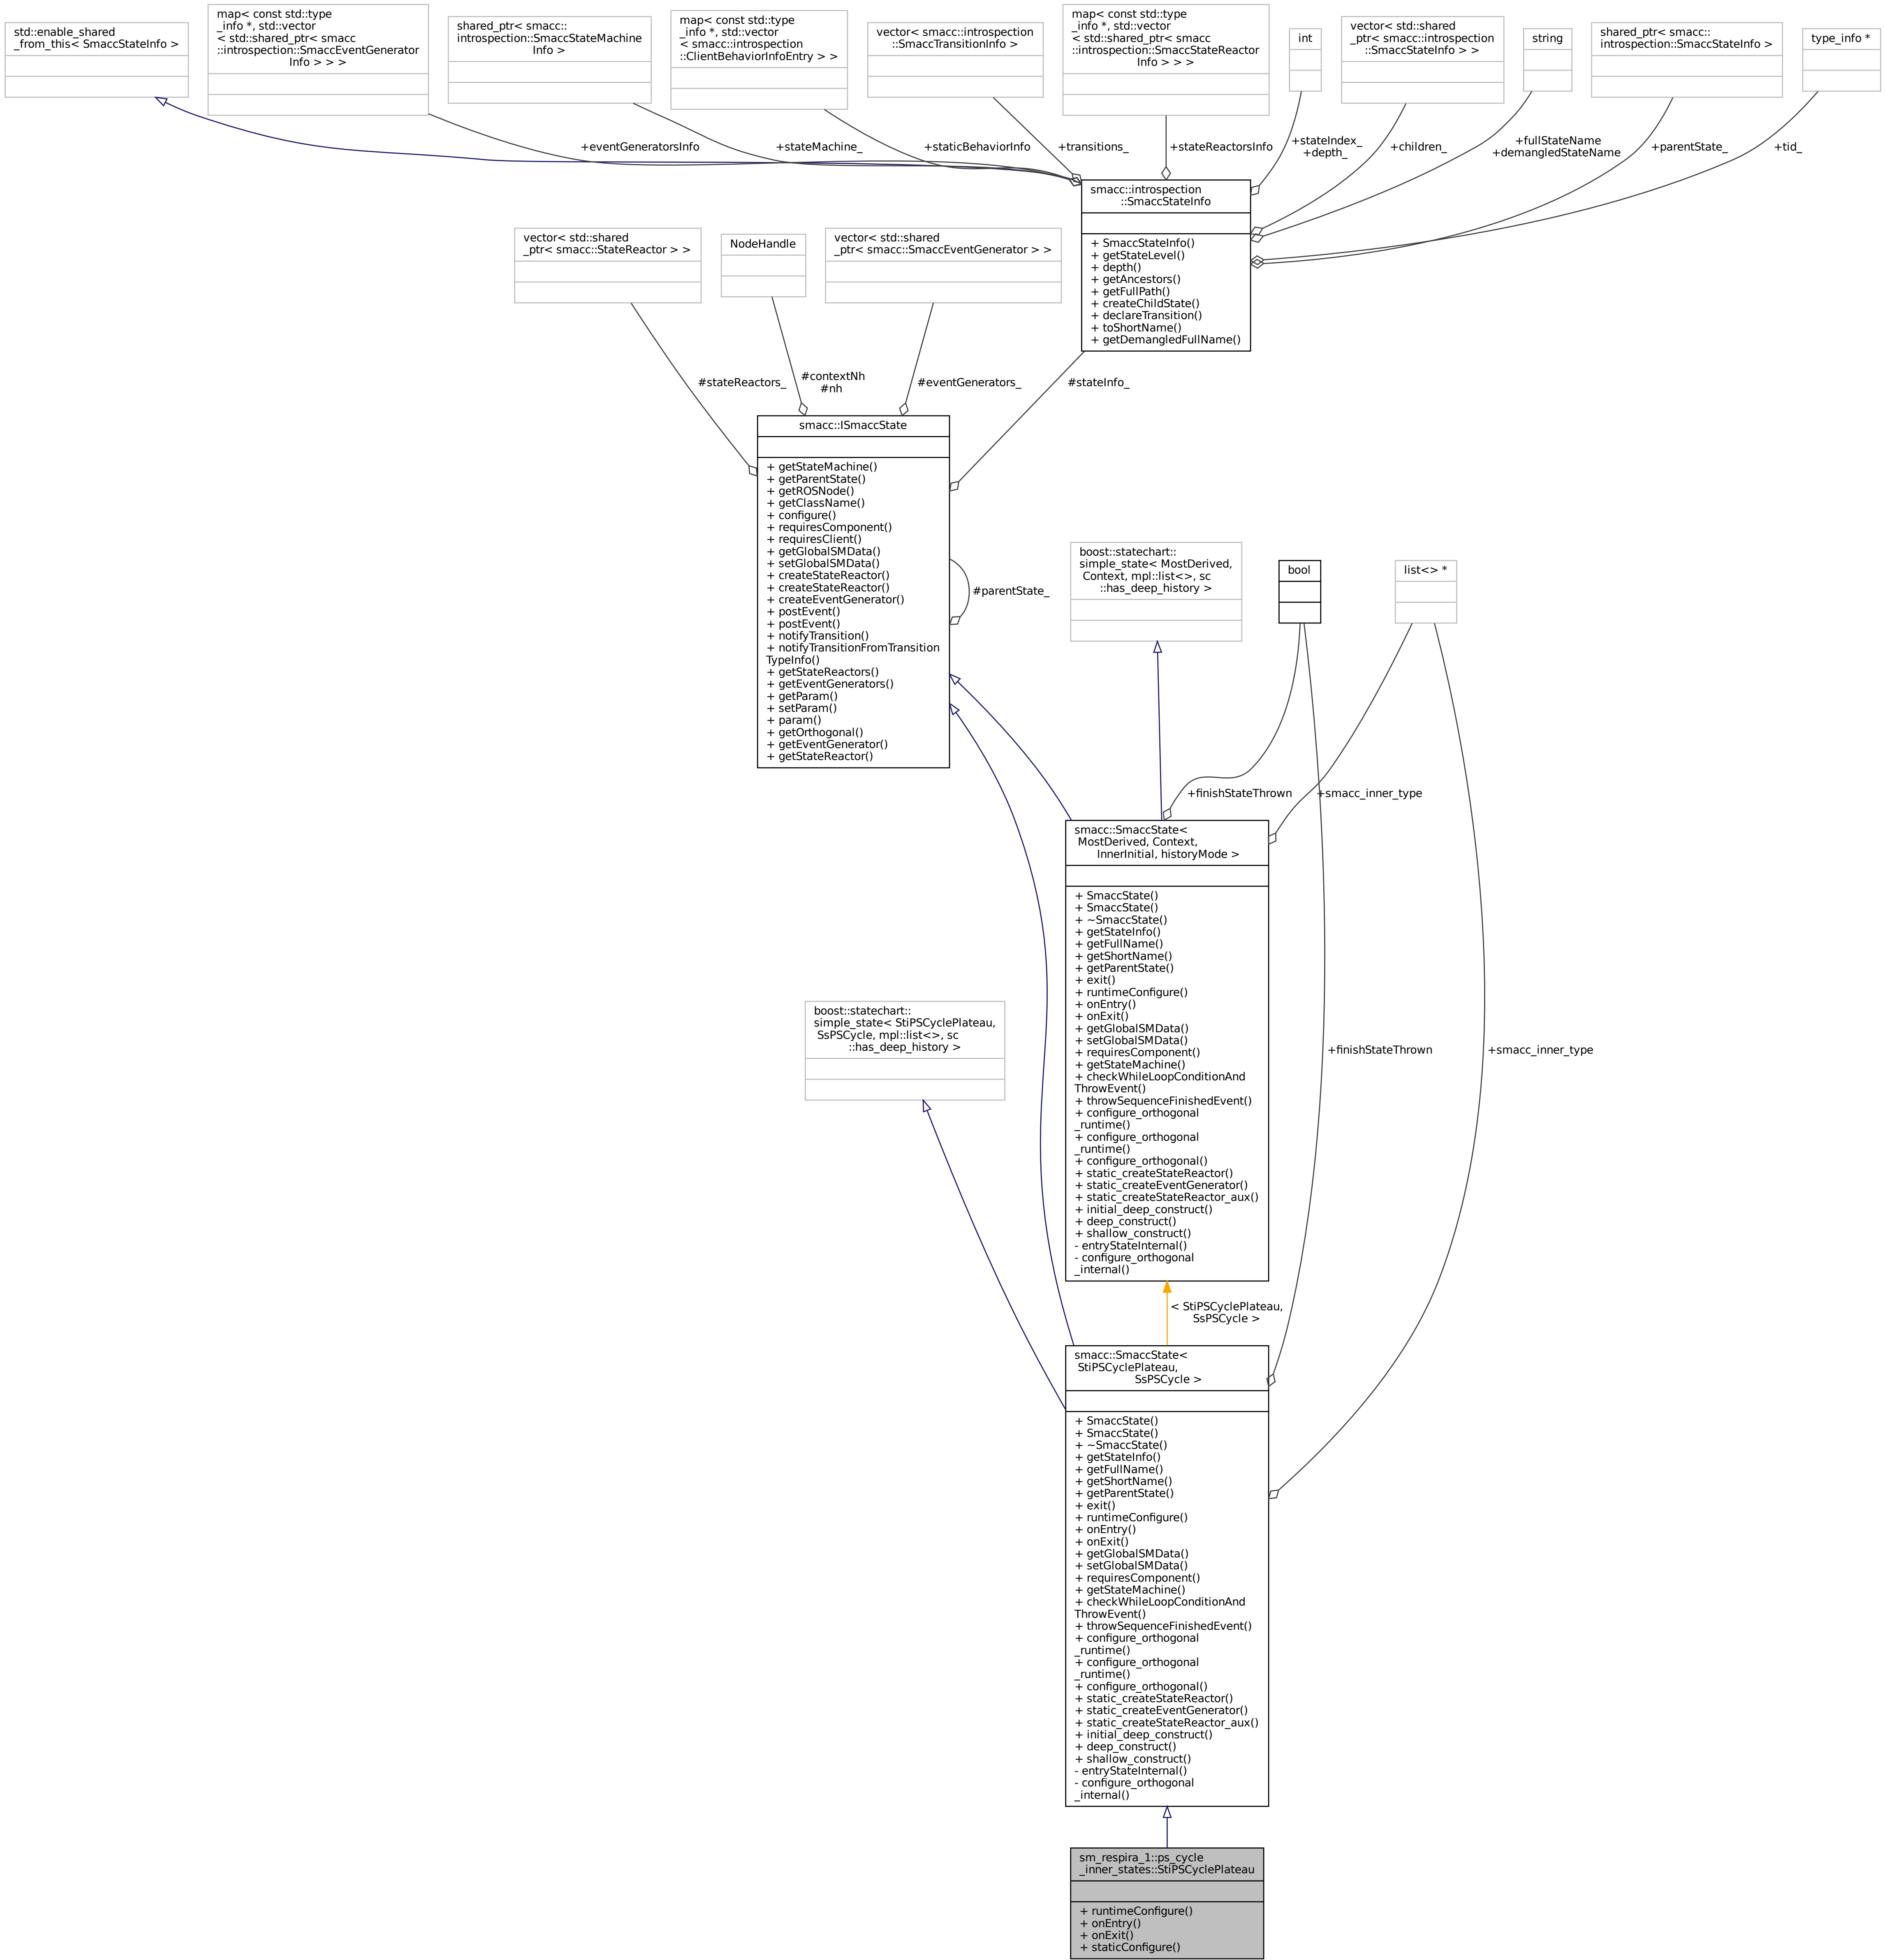 std::enable_shared
_from_this< SmaccStateInfo >
map< const std::type
_info *, std::vector
< std::shared_ptr< smacc
::introspection::SmaccEventGenerator
Info > > >
shared_ptr< smacc::
introspection::SmaccStateMachine
Info >
map< const std::type
_info *, std::vector
< smacc::introspection
::ClientBehaviorInfoEntry > >
vector< smacc::introspection
::SmaccTransitionInfo >
map< const std::type
_info *, std::vector
< std::shared_ptr< smacc
::introspection::SmaccStateReactor
Info > > >
int
vector< std::shared
_ptr< smacc::introspection
::SmaccStateInfo > >
string
shared_ptr< smacc::
introspection::SmaccStateInfo >
type_info *
+eventGeneratorsInfo
+stateMachine_
+staticBehaviorInfo
+transitions_
+stateReactorsInfo
+stateIndex_
+depth_
+children_
+fullStateName
+demangledStateName
+parentState_
+tid_
smacc::introspection
::SmaccStateInfo
+ SmaccStateInfo()
+ getStateLevel()
+ depth()
+ getAncestors()
+ getFullPath()
+ createChildState()
+ declareTransition()
+ toShortName()
+ getDemangledFullName()
vector< std::shared
_ptr< smacc::StateReactor > >
NodeHandle
vector< std::shared
_ptr< smacc::SmaccEventGenerator > >
#stateReactors_
#contextNh
#nh
#eventGenerators_
#stateInfo_
smacc::ISmaccState
+ getStateMachine()
+ getParentState()
+ getROSNode()
+ getClassName()
+ configure()
+ requiresComponent()
+ requiresClient()
+ getGlobalSMData()
+ setGlobalSMData()
+ createStateReactor()
+ createStateReactor()
+ createEventGenerator()
+ postEvent()
+ postEvent()
+ notifyTransition()
+ notifyTransitionFromTransition
TypeInfo()
+ getStateReactors()
+ getEventGenerators()
+ getParam()
+ setParam()
+ param()
+ getOrthogonal()
+ getEventGenerator()
+ getStateReactor()
#parentState_
boost::statechart::
simple_state< MostDerived,
Context, mpl::list<>, sc
::has_deep_history >
bool
list<> *
+finishStateThrown
+smacc_inner_type
smacc::SmaccState<
MostDerived, Context,
InnerInitial, historyMode >
+ SmaccState()
+ SmaccState()
+ ~SmaccState()
+ getStateInfo()
+ getFullName()
+ getShortName()
+ getParentState()
+ exit()
+ runtimeConfigure()
+ onEntry()
+ onExit()
+ getGlobalSMData()
+ setGlobalSMData()
+ requiresComponent()
+ getStateMachine()
+ checkWhileLoopConditionAnd
ThrowEvent()
+ throwSequenceFinishedEvent()
+ configure_orthogonal
_runtime()
+ configure_orthogonal
_runtime()
+ configure_orthogonal()
+ static_createStateReactor()
+ static_createEventGenerator()
+ static_createStateReactor_aux()
+ initial_deep_construct()
+ deep_construct()
+ shallow_construct()
- entryStateInternal()
- configure_orthogonal
_internal()
boost::statechart::
simple_state< StiPSCyclePlateau,
SsPSCycle, mpl::list<>, sc
::has_deep_history >
+finishStateThrown
+smacc_inner_type
< StiPSCyclePlateau,
SsPSCycle >
smacc::SmaccState<
StiPSCyclePlateau,
SsPSCycle >
+ SmaccState()
+ SmaccState()
+ ~SmaccState()
+ getStateInfo()
+ getFullName()
+ getShortName()
+ getParentState()
+ exit()
+ runtimeConfigure()
+ onEntry()
+ onExit()
+ getGlobalSMData()
+ setGlobalSMData()
+ requiresComponent()
+ getStateMachine()
+ checkWhileLoopConditionAnd
ThrowEvent()
+ throwSequenceFinishedEvent()
+ configure_orthogonal
_runtime()
+ configure_orthogonal
_runtime()
+ configure_orthogonal()
+ static_createStateReactor()
+ static_createEventGenerator()
+ static_createStateReactor_aux()
+ initial_deep_construct()
+ deep_construct()
+ shallow_construct()
- entryStateInternal()
- configure_orthogonal
_internal()
sm_respira_1::ps_cycle
_inner_states::StiPSCyclePlateau
+ runtimeConfigure()
+ onEntry()
+ onExit()
+ staticConfigure()